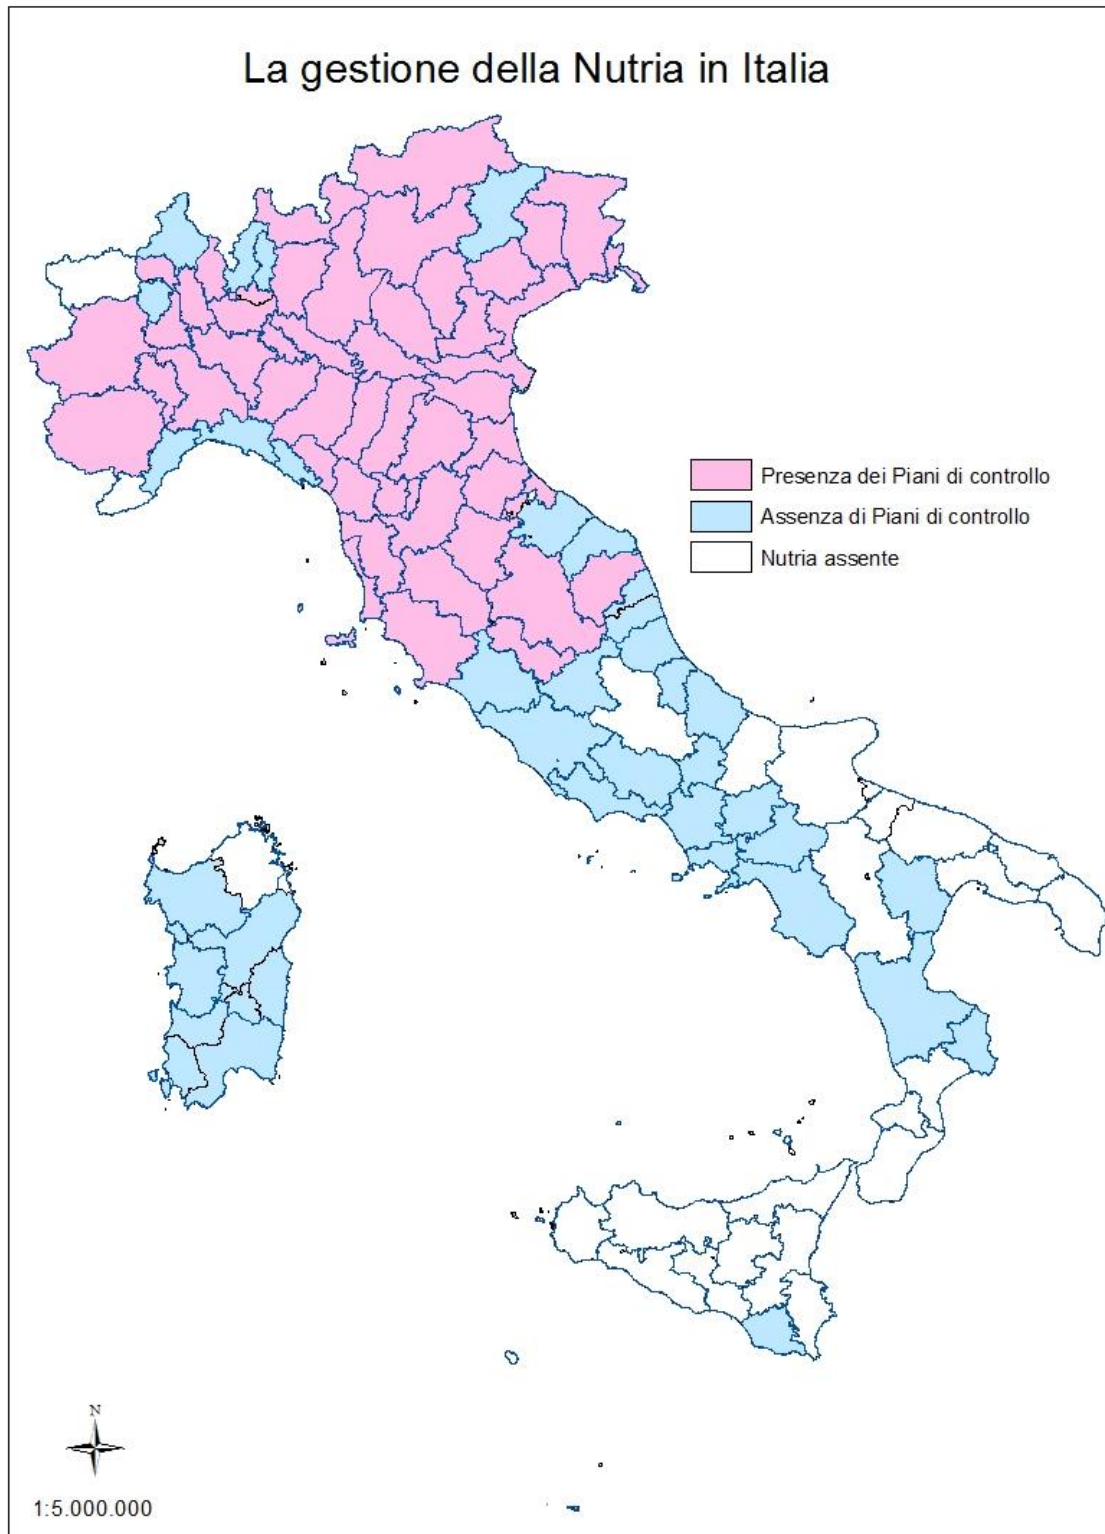 La gestione della Nutria in Italia
Presenza dei Piani di controllo
Assenza di Piani di controllo
Nutria assente
N
1:5.000.000